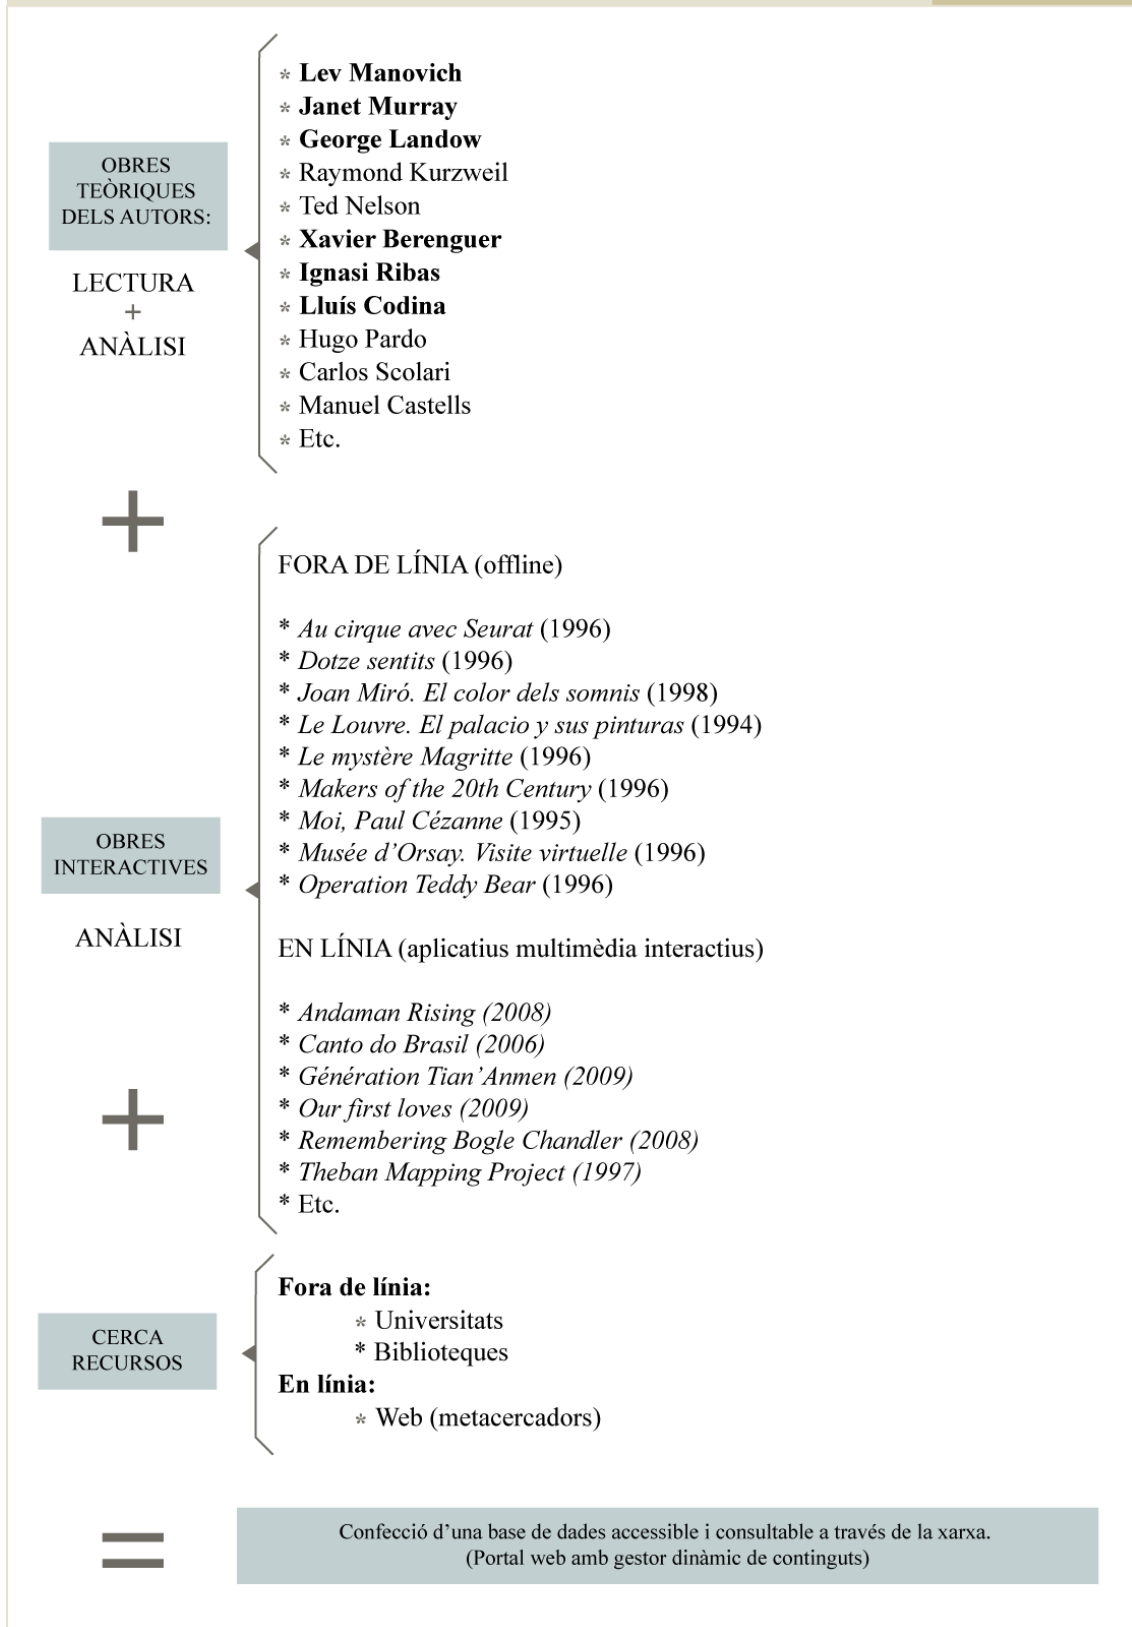 OBRES
TEÒRIQUES
DELS AUTORS:
LECTURA
+
ANÀLISI
* Lev Manovich
* Janet Murray
* George Landow
* Raymond Kurzweil
* Ted Nelson
* Xavier Berenguer
* Ignasi Ribas
* Lluís Codina
* Hugo Pardo
* Carlos Scolari
* Manuel Castells
* Etc.
+
OBRES
INTERACTIVES
ANÀLISI
FORA DE LÍNIA (offline)
* Au cirque avec Seurat (1996)
* Dotze sentits (1996)
* Joan Miró. El color dels somnis (1998)
* Le Louvre. El palacio y sus pinturas (1994)
* Le mystère Magritte (1996)
* Makers of the 20th Century (1996)
* Moi, Paul Cézanne (1995)
* Musée d’Orsay. Visite virtuelle (1996)
* Operation Teddy Bear (1996)
EN LÍNIA (aplicatius multimèdia interactius)
* Andaman Rising (2008)
* Canto do Brasil (2006)
* Génération Tian’Anmen (2009)
* Our first loves (2009)
* Remembering Bogle Chandler (2008)
* Theban Mapping Project (1997)
* Etc.
+
CERCA
RECURSOS
Fora de línia:
* Universitats
* Biblioteques
En línia:
* Web (metacercadors)
=
Confecció d’una base de dades accessible i consultable a través de la xarxa.
(Portal web amb gestor dinàmic de continguts)